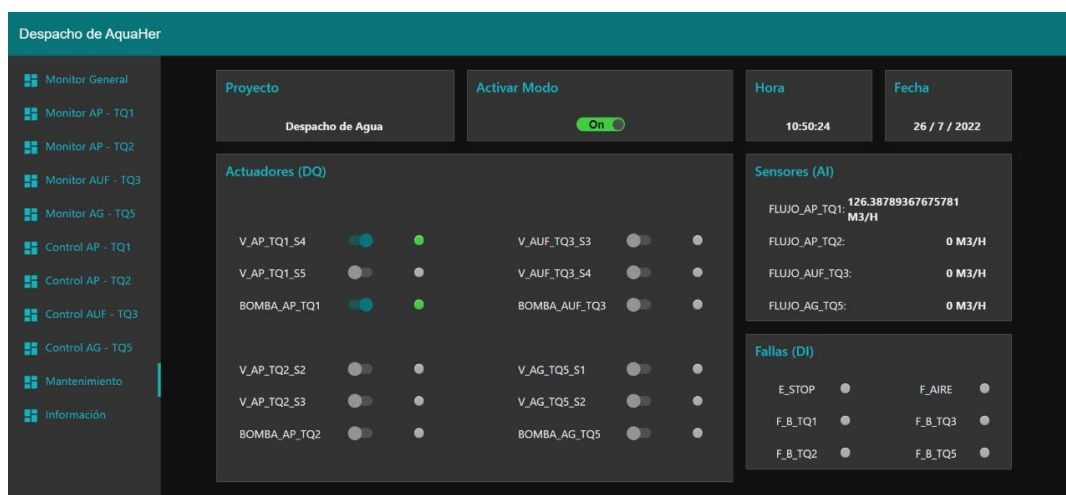 Despacho de AquaHer
Monitor General
Monitor AP - TQ1
Monitor AP - TQ2
Monitor AUF - TQ3
Monitor AG - TQ5
Control AP - TQ1
Control AP - TQ2
Control AUF - TQ3
Control AG - TQ5
Mantenimiento
Información
Proyecto
Despacho de Agua
Activar Modo
On
Hora
10:50:24
Fecha
26 / 7 / 2022
Actuadores (DQ)
V_AP_TQ1_S4
V_AP_TQ1_S5
BOMBA_AP_TQ1
V_AUF_TQ3_S3
V_AUF_TQ3_S4
BOMBA_AUF_TQ3
V_AP_TQ2_S2
V_AP_TQ2_S3
BOMBA_AP_TQ2
V_AG_TQ5_S1
V_AG_TQ5_S2
BOMBA_AG_TQ5
Sensores (AI)
FLUJO_AP_TQ1: 126.38789367675781
M3/H
FLUJO_AP_TQ2: 0 M3/H
FLUJO_AUF_TQ3: 0 M3/H
FLUJO_AG_TQ5: 0 M3/H
Fallas (DI)
E_STOP F_AIRE
F_B_TQ1 F_B_TQ3
F_B_TQ2 F_B_TQ5